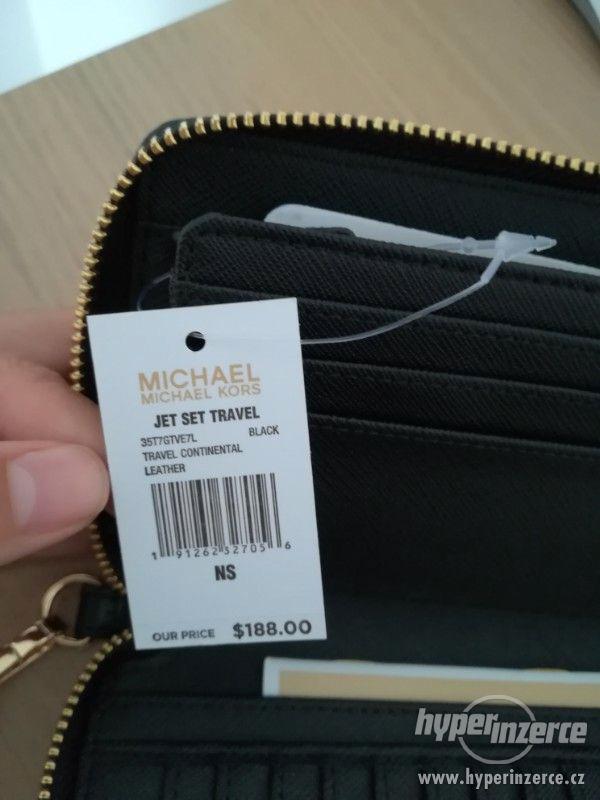 MICHAEL
MICHAEL KORS
JET SET TRAVEL
35T7GTVE7L BLACK
TRAVEL CONTINENTAL
LEATHER
1 91262 32705 6
NS
OUR PRICE $188.00
hyperinzerce
www.hyperinzerce.cz